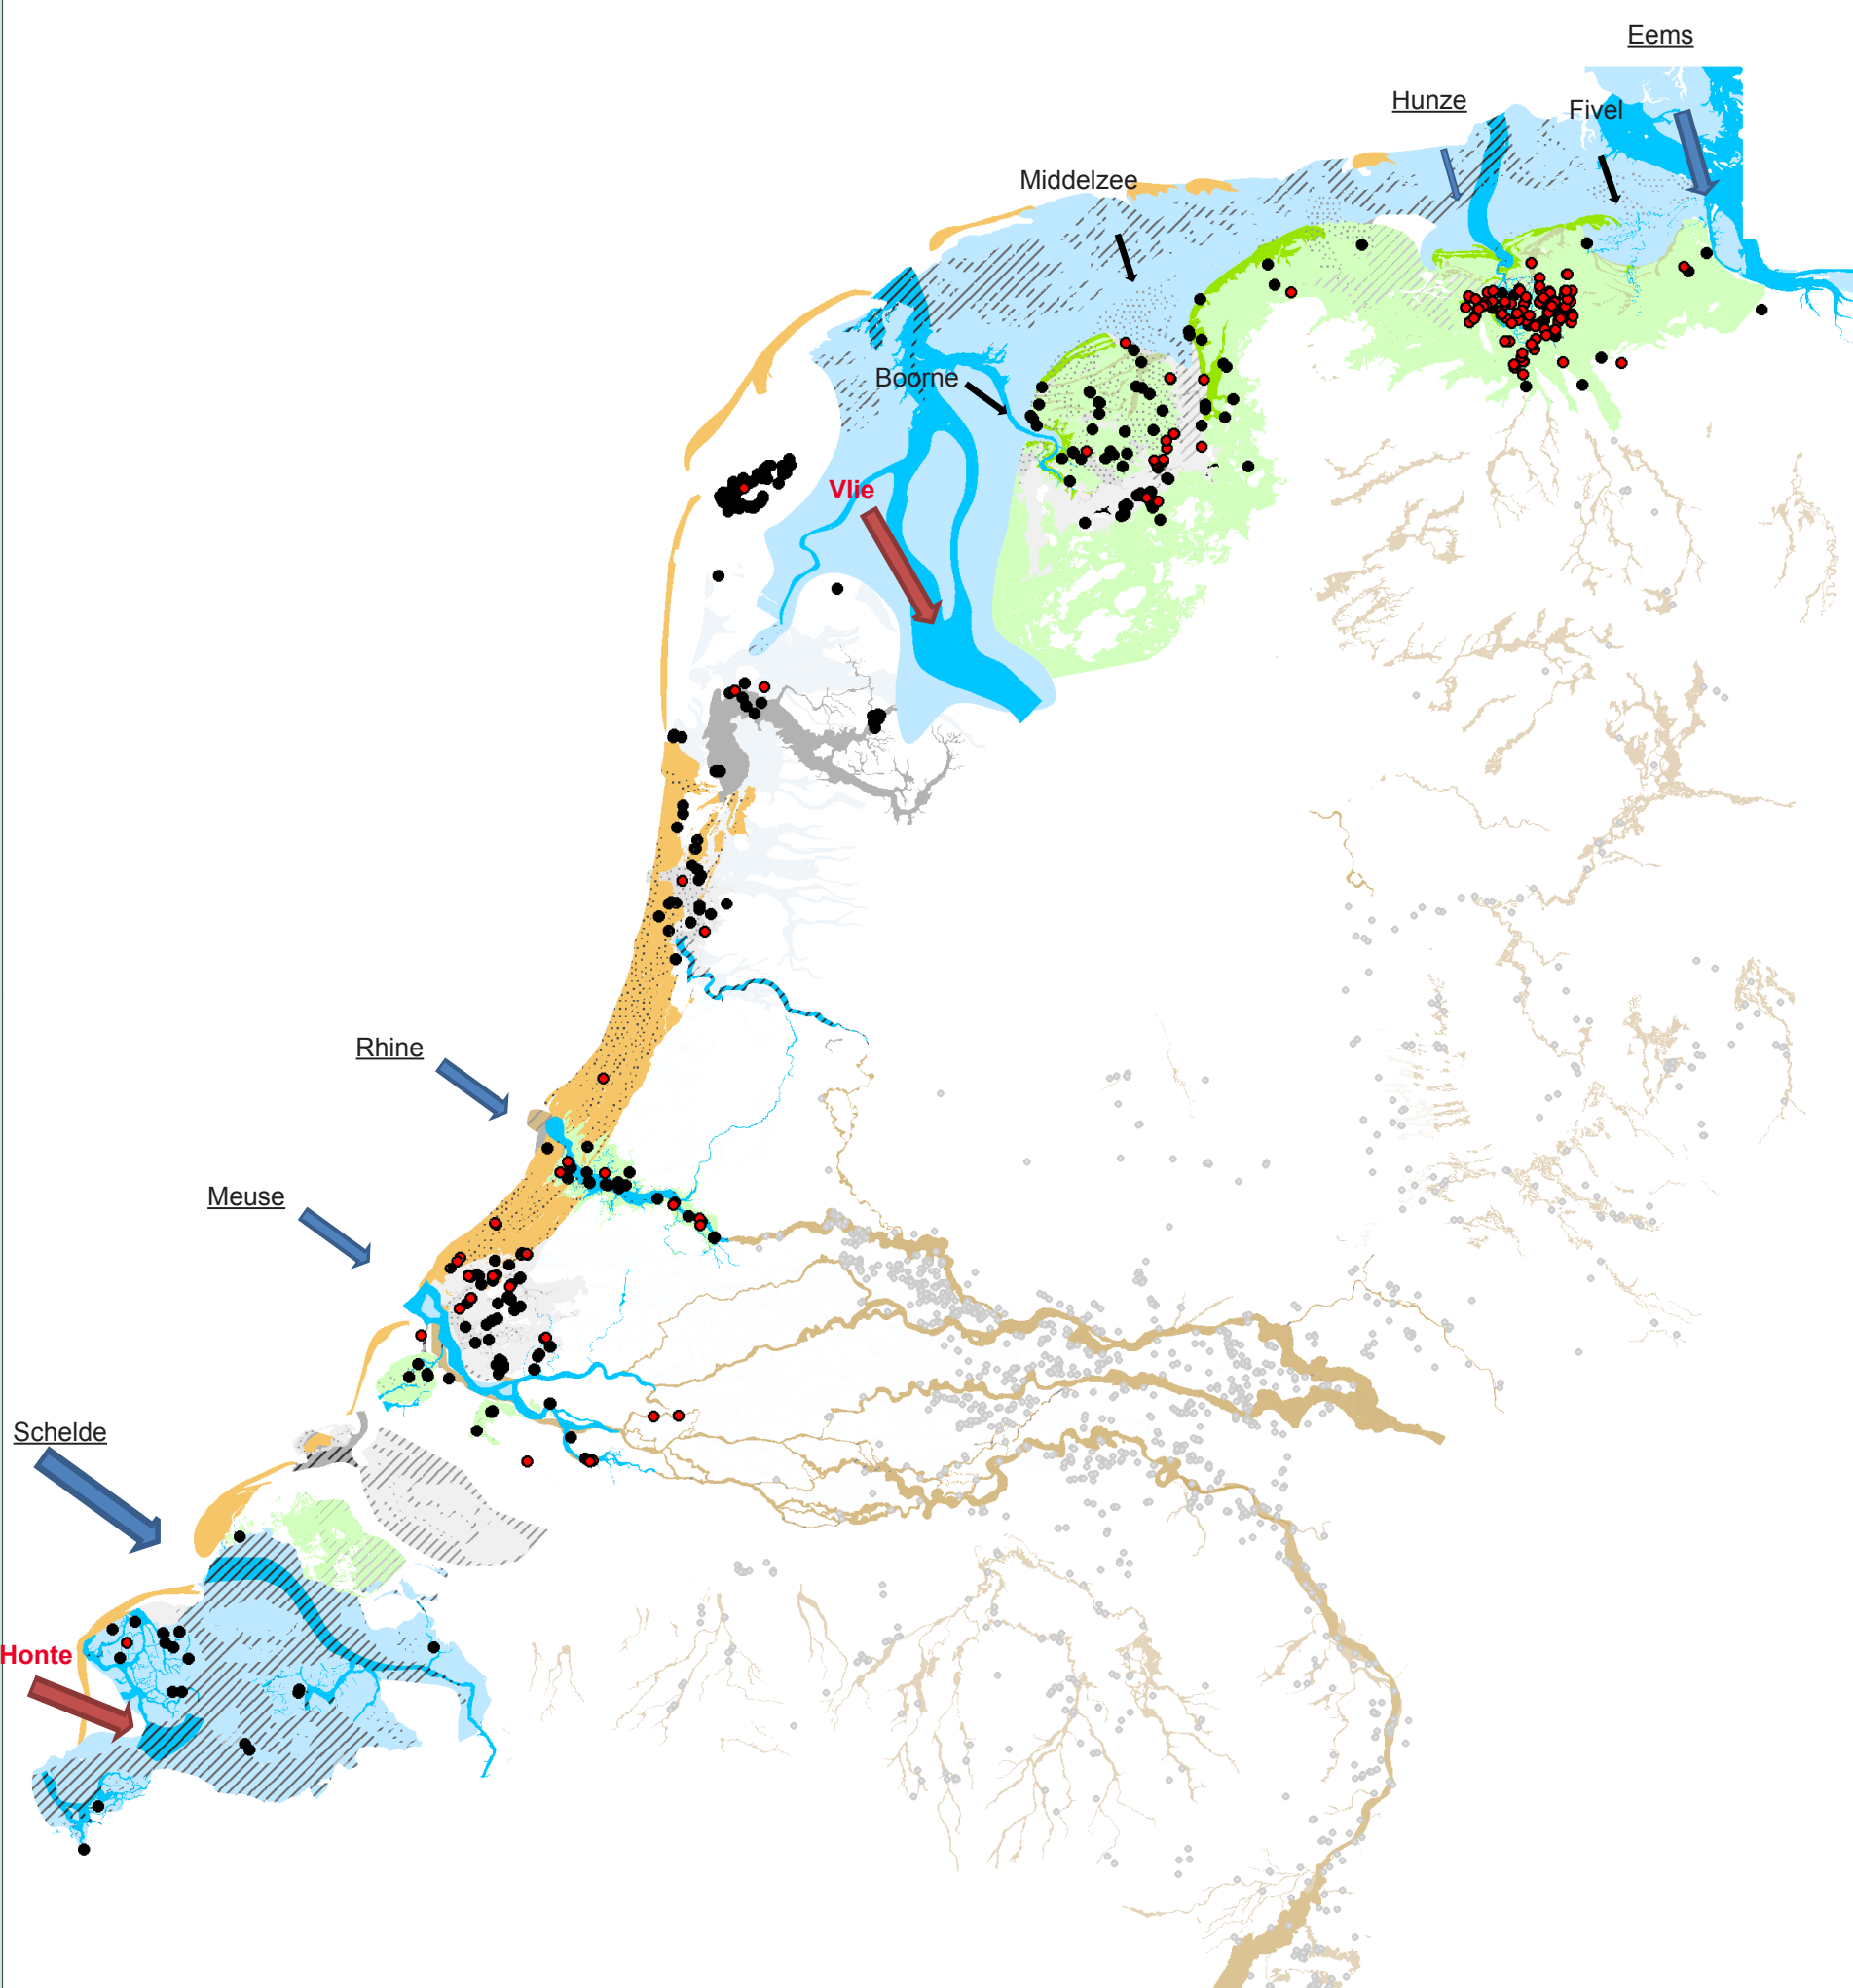 Eems
Hunze
Fivel
Middelzee
Boorne
Vlie
Rhine
Meuse
Schelde
Honte